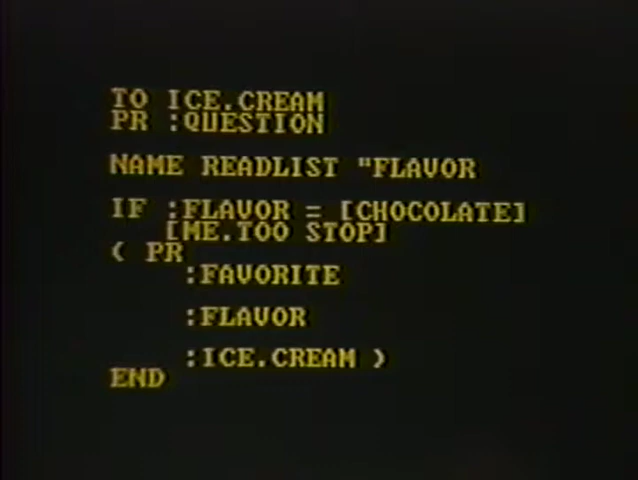 TO ICE.CREAM
PR :QUESTION
NAME READLIST "FLAVOR
IF :FLAVOR = [CHOCOLATE]
[ME.TOO STOP]
( PR
:FAVORITE
:FLAVOR
:ICE.CREAM )
END